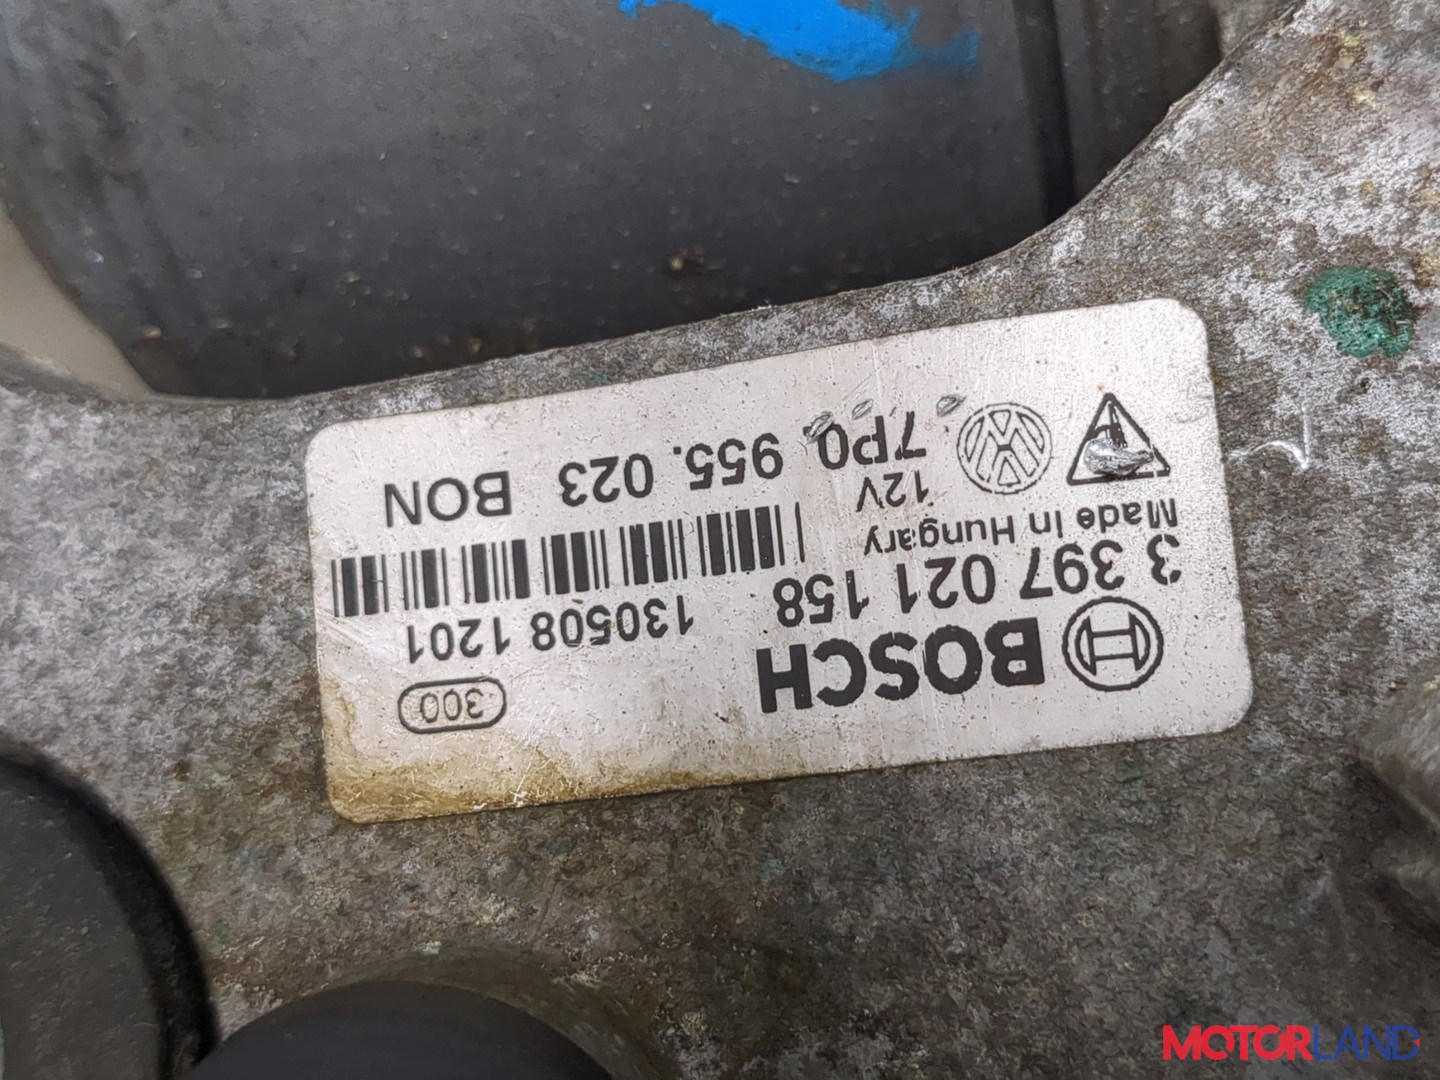 BOSCH
300
3 397 021 158
130508 1201
Made in Hungary
12V
7P0. 955. 023 BON
MOTORLAND